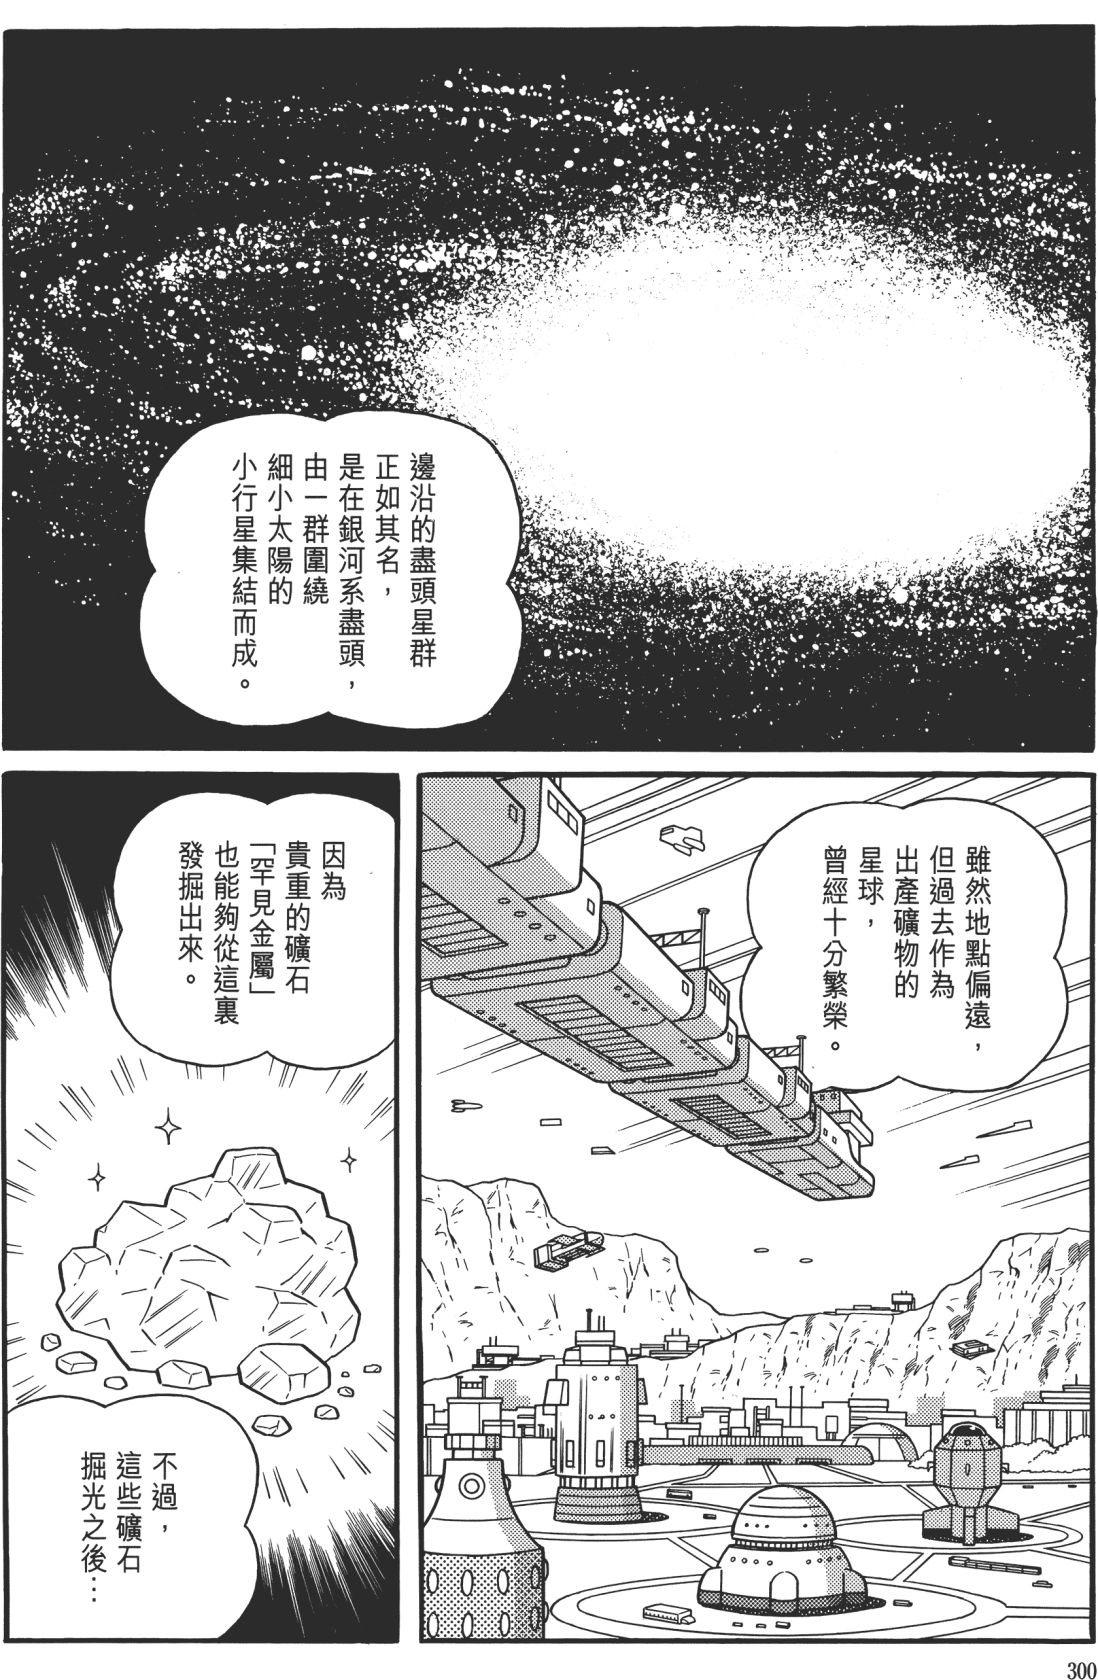 邊沿的盡頭星群
正如其名，
是在銀河系盡頭，
由一群圍繞
細小太陽的
小行星集結而成。
雖然地點偏遠，
但過去作為
出產礦物的
星球，
曾經十分繁榮。
因為
貴重的礦石
「罕見金屬」
也能夠從這裏
發掘出來。
不過，
這些礦石
掘光之後…
300